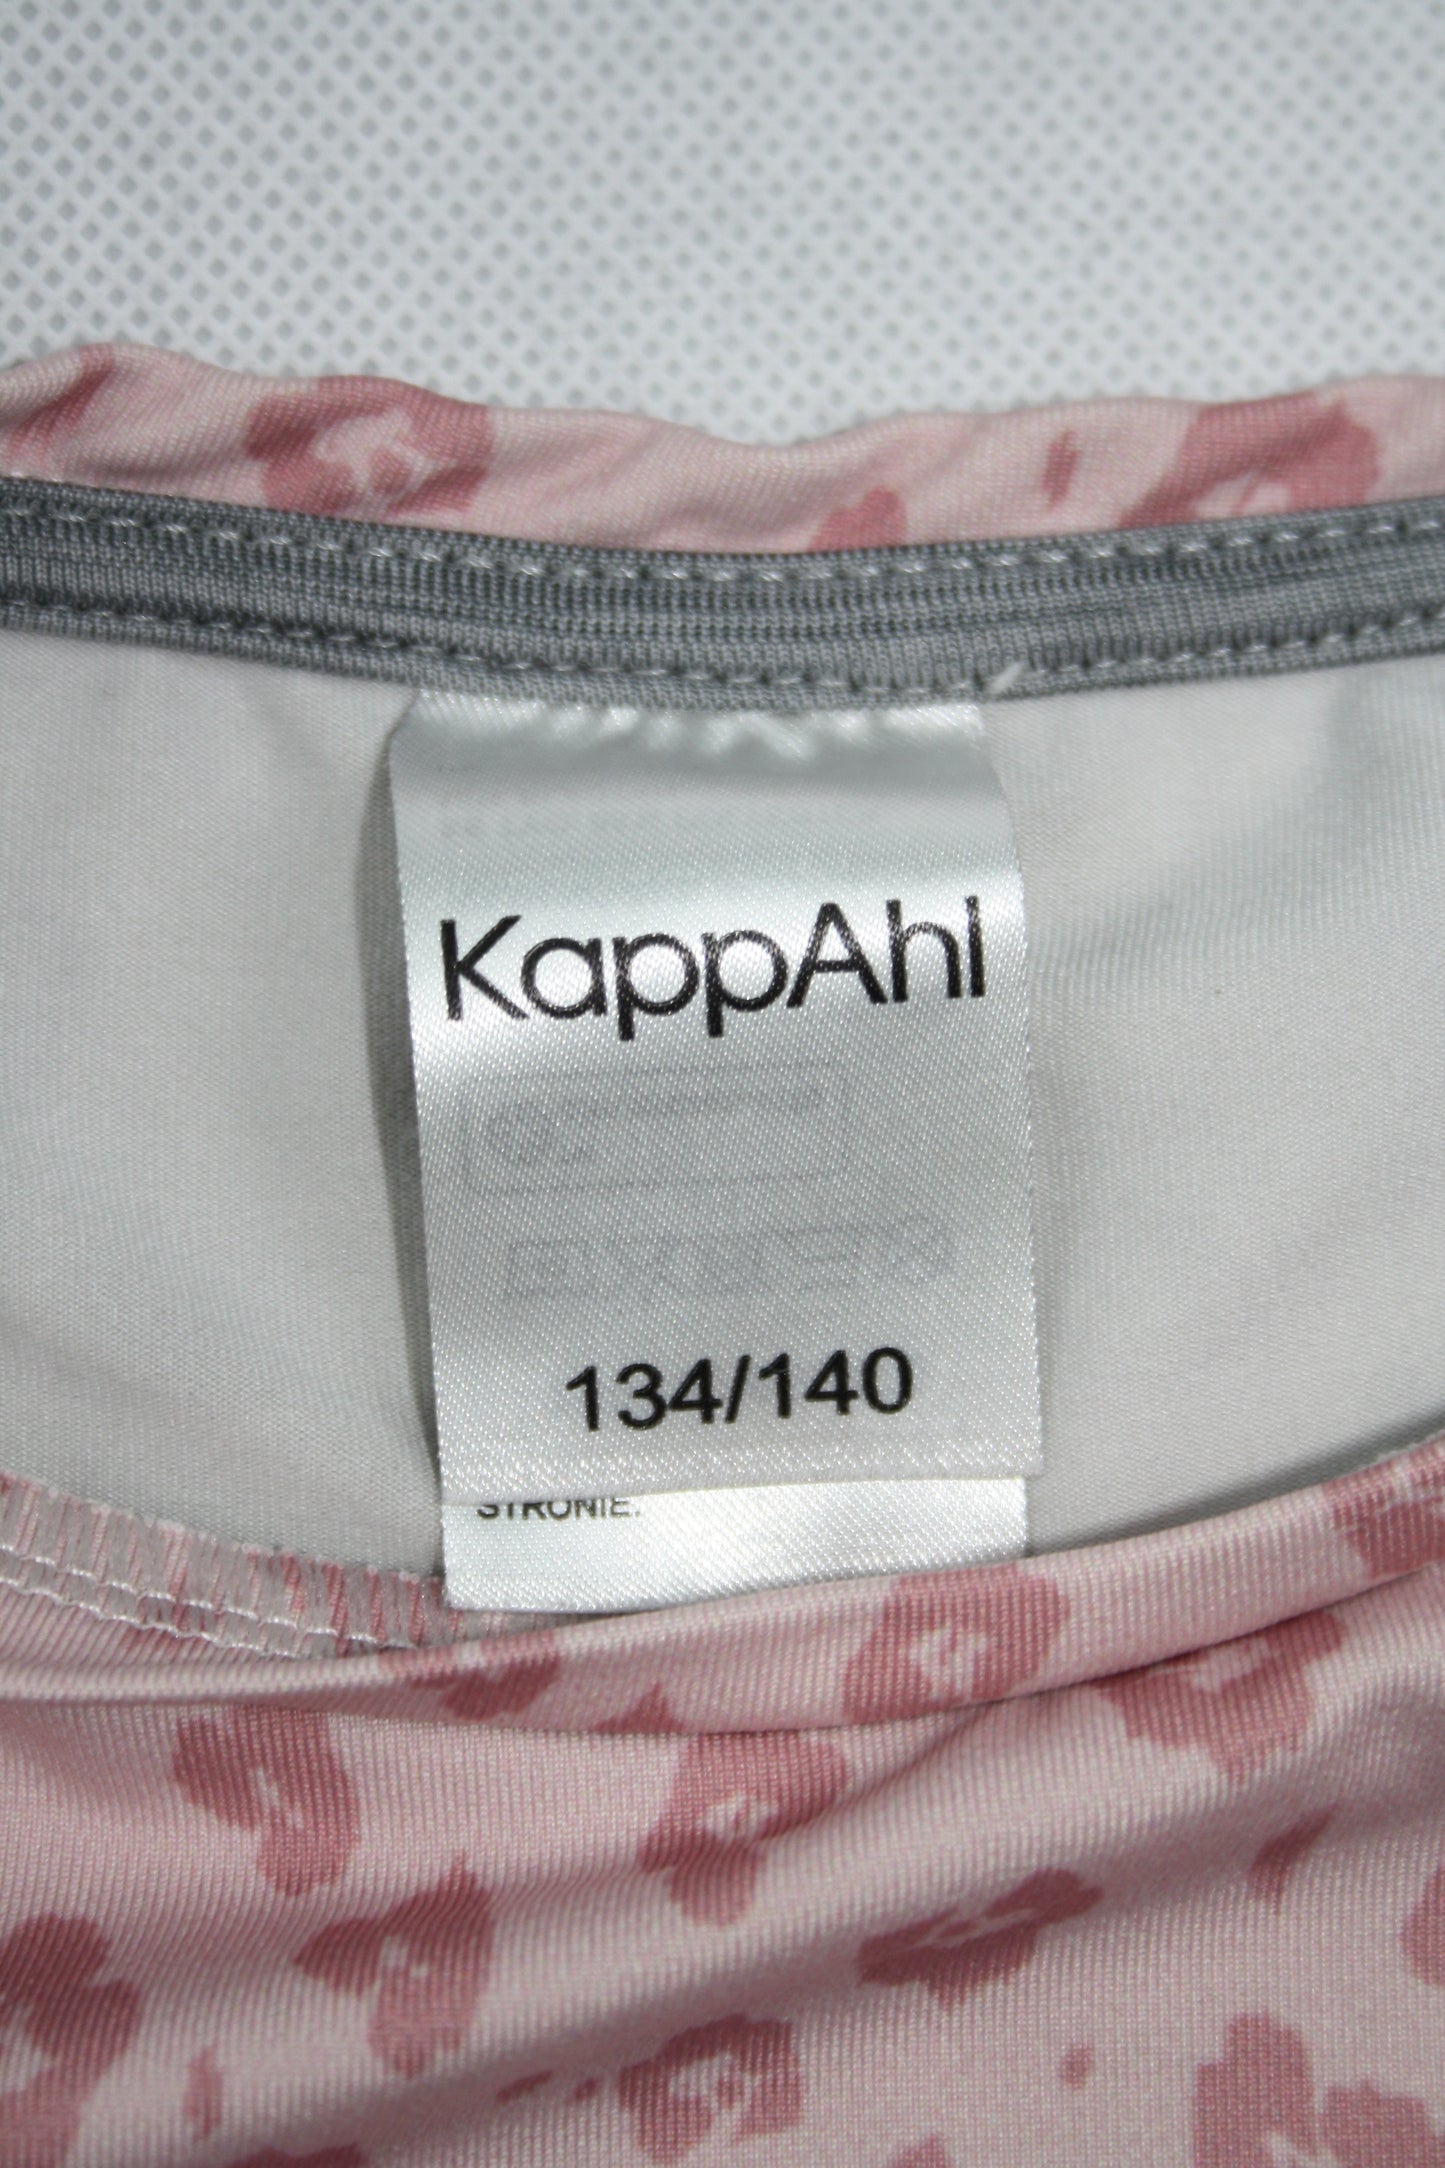 KappAhl
134/140
STRONIE.